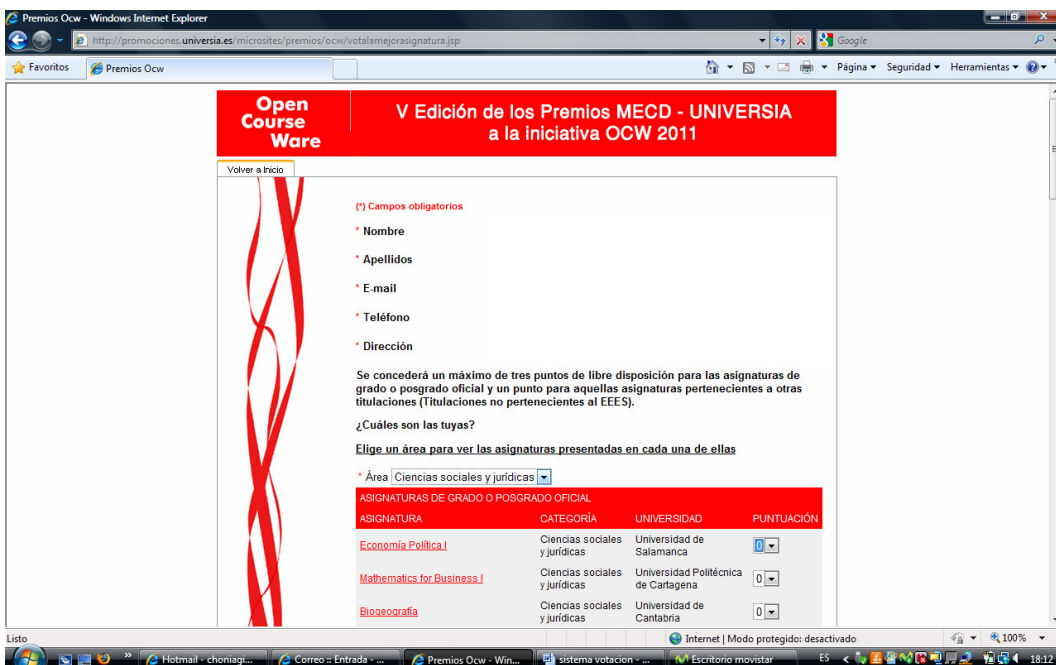 Premios Ocw - Windows Internet Explorer
http://promociones.universia.es/microsites/premios/ocw/votalamejorasignatura.jsp
Google
Favoritos
Premios Ocw
Página
Seguridad
Herramientas
Open
Course
Ware
V Edición de los Premios MECD - UNIVERSIA
a la iniciativa OCW 2011
Volver a Inicio
(*) Campos obligatorios
* Nombre
* Apellidos
* E-mail
* Teléfono
* Dirección
Se concederá un máximo de tres puntos de libre disposición para las asignaturas de
grado o posgrado oficial y un punto para aquellas asignaturas pertenecientes a otras
titulaciones (Titulaciones no pertenecientes al EEES).
¿Cuáles son las tuyas?
Elige un área para ver las asignaturas presentadas en cada una de ellas
* Área Ciencias sociales y jurídicas
ASIGNATURAS DE GRADO O POSGRADO OFICIAL
ASIGNATURA CATEGORÍA UNIVERSIDAD PUNTUACIÓN
Economía Política I Ciencias sociales y jurídicas Universidad de Salamanca 0
Mathematics for Business I Ciencias sociales y jurídicas Universidad Politécnica de Cartagena 0
Biogeografía Ciencias sociales y jurídicas Universidad de Cantabria 0
Listo
Internet | Modo protegido: desactivado
100%
Hotmail - choniagi...
Correo :: Entrada - ...
Premios Ocw - Win...
sistema votacion - ...
Escritorio movistar
ES
18:12